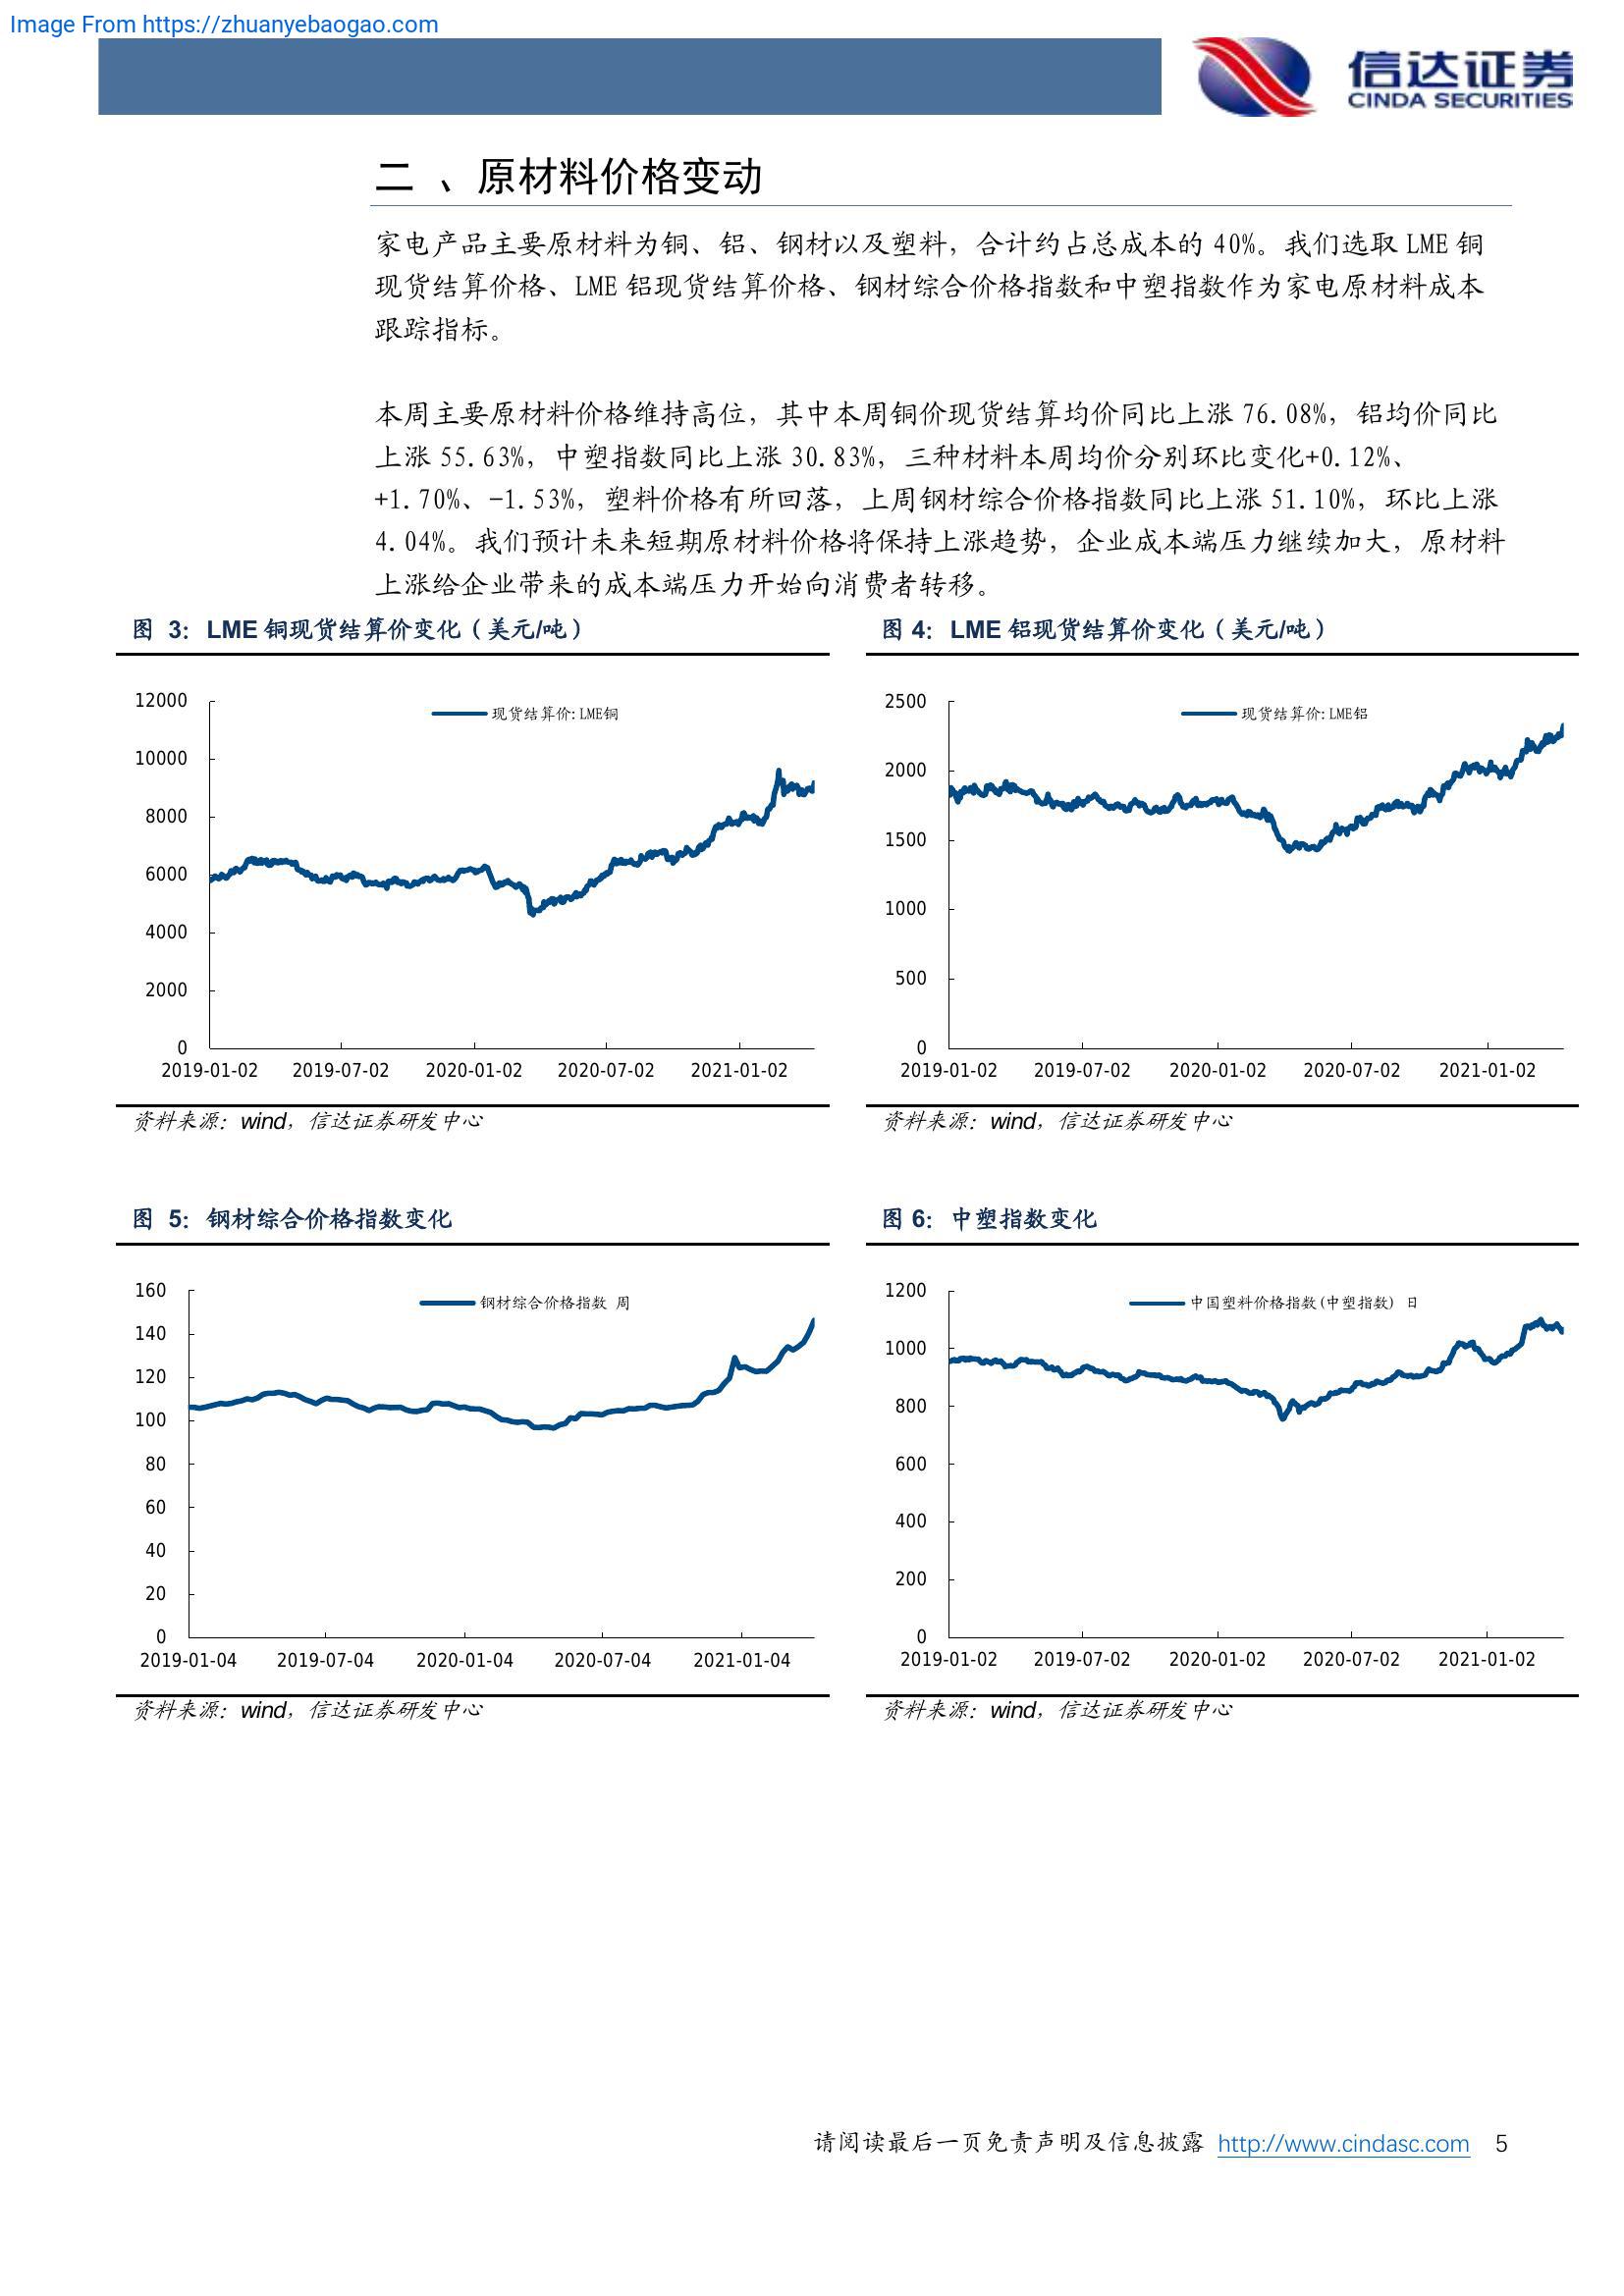 Image From https://zhuanyebaogao.com
信达证券
CINDA SECURITIES
二 、原材料价格变动
家电产品主要原材料为铜、铝、钢材以及塑料，合计约占总成本的 40%。我们选取 LME 铜
现货结算价格、LME 铝现货结算价格、钢材综合价格指数和中塑指数作为家电原材料成本
跟踪指标。
本周主要原材料价格维持高位，其中本周铜价现货结算均价同比上涨 76.08%，铝均价同比
上涨 55.63%，中塑指数同比上涨 30.83%，三种材料本周均价分别环比变化+0.12%、
+1.70%、-1.53%，塑料价格有所回落，上周钢材综合价格指数同比上涨 51.10%，环比上涨
4.04%。我们预计未来短期原材料价格将保持上涨趋势，企业成本端压力继续加大，原材料
上涨给企业带来的成本端压力开始向消费者转移。
图 3：LME 铜现货结算价变化（美元/吨）
12000
10000
8000
6000
4000
2000
0
现货结算价:LME铜
2019-01-02 2019-07-02 2020-01-02 2020-07-02 2021-01-02
资料来源：wind，信达证券研发中心
图 4：LME 铝现货结算价变化（美元/吨）
2500
2000
1500
1000
500
0
现货结算价:LME铝
2019-01-02 2019-07-02 2020-01-02 2020-07-02 2021-01-02
资料来源：wind，信达证券研发中心
图 5：钢材综合价格指数变化
160
140
120
100
80
60
40
20
0
钢材综合价格指数 周
2019-01-04 2019-07-04 2020-01-04 2020-07-04 2021-01-04
资料来源：wind，信达证券研发中心
图 6：中塑指数变化
1200
1000
800
600
400
200
0
中国塑料价格指数(中塑指数) 日
2019-01-02 2019-07-02 2020-01-02 2020-07-02 2021-01-02
资料来源：wind，信达证券研发中心
请阅读最后一页免责声明及信息披露 http://www.cindasc.com 5